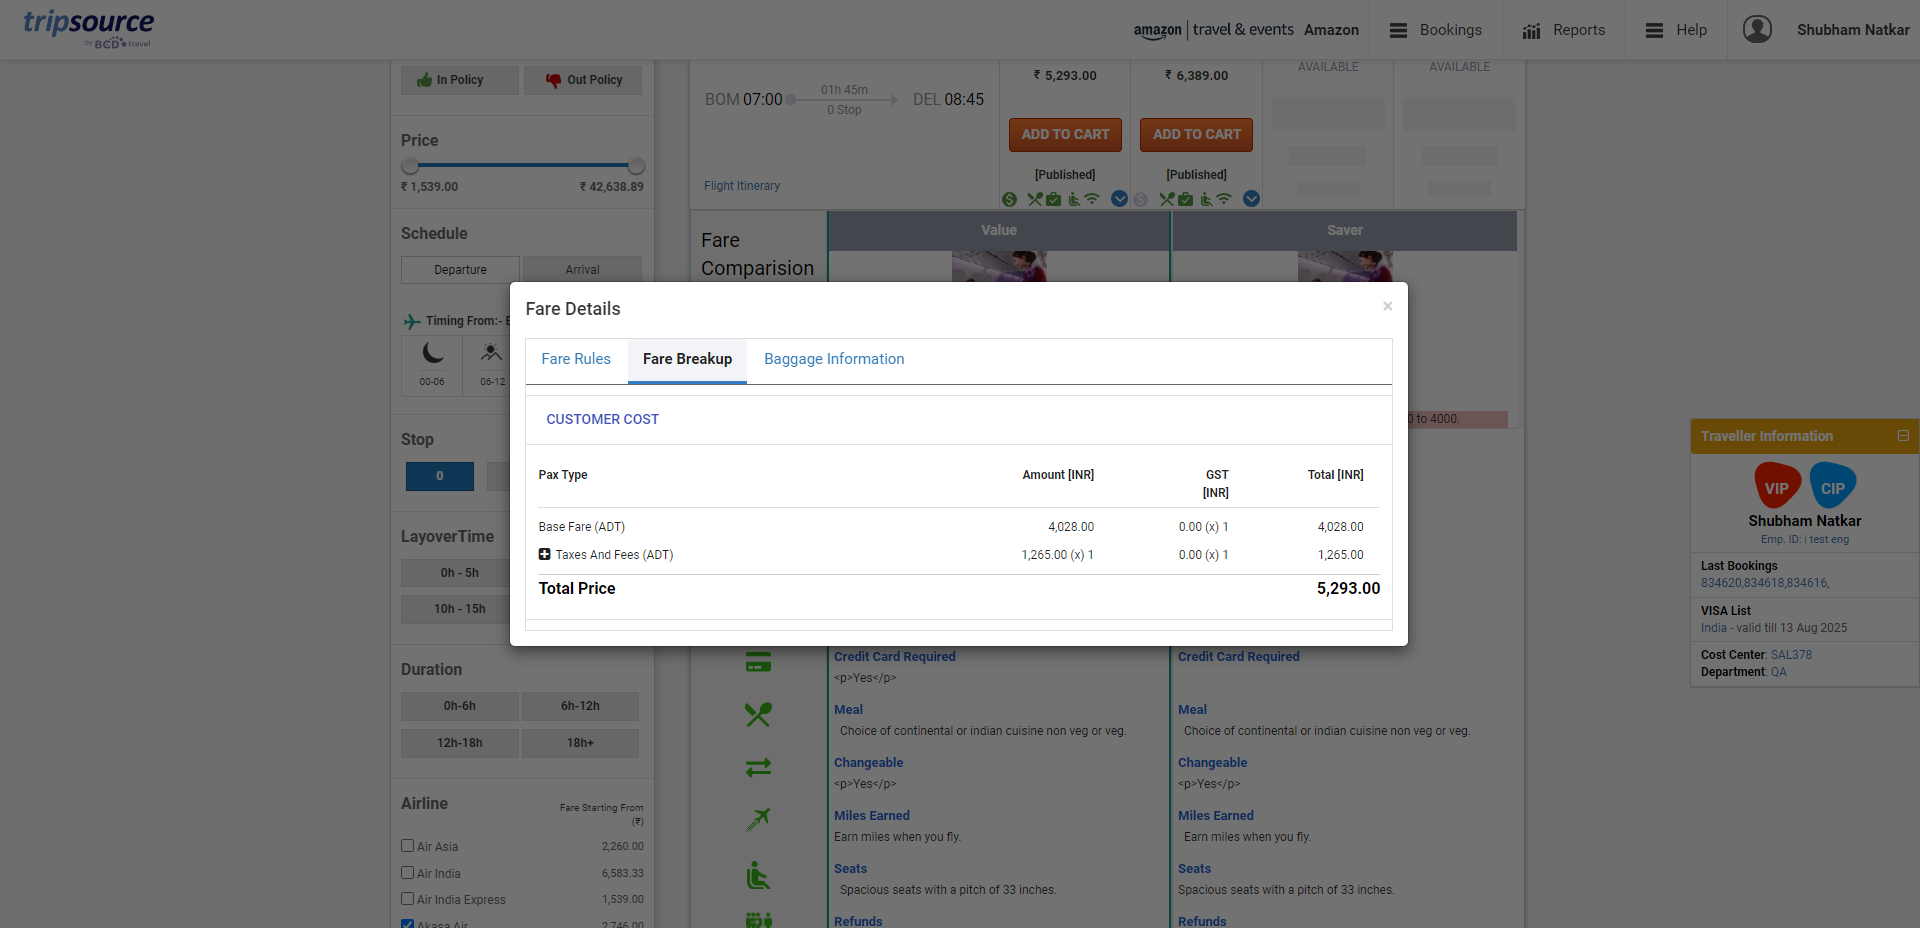 tripsource
by BCD travel
amazon | travel & events Amazon
Bookings
Reports
Help
Shubham Natkar
In Policy
Out Policy
Price
₹ 1,539.00
₹ 42,638.89
Schedule
Departure
Arrival
Timing From:-
00-06
06-12
Stop
0
LayoverTime
0h - 5h
10h - 15h
Duration
0h-6h
6h-12h
12h-18h
18h+
Airline
Fare Starting From
(₹)
Air Asia
2,260.00
Air India
6,583.33
Air India Express
1,539.00
Akasa Air
2,746.00
BOM 07:00
01h 45m
0 Stop
DEL 08:45
Flight Itinerary
₹ 5,293.00
ADD TO CART
[Published]
₹ 6,389.00
ADD TO CART
[Published]
AVAILABLE
AVAILABLE
Fare
Comparision
Value
Saver
0 to 4000.
Fare Details
×
Fare Rules
Fare Breakup
Baggage Information
CUSTOMER COST
Pax Type
Amount [INR]
GST
[INR]
Total [INR]
Base Fare (ADT)
4,028.00
0.00 (x) 1
4,028.00
Taxes And Fees (ADT)
1,265.00 (x) 1
0.00 (x) 1
1,265.00
Total Price
5,293.00
Credit Card Required
<p>Yes</p>
Meal
Choice of continental or indian cuisine non veg or veg.
Changeable
<p>Yes</p>
Miles Earned
Earn miles when you fly.
Seats
Spacious seats with a pitch of 33 inches.
Refunds
Credit Card Required
Meal
Choice of continental or indian cuisine non veg or veg.
Changeable
<p>Yes</p>
Miles Earned
Earn miles when you fly.
Seats
Spacious seats with a pitch of 33 inches.
Refunds
Traveller Information
VIP
CIP
Shubham Natkar
Emp. ID: | test eng
Last Bookings
834620,834618,834616,
VISA List
India - valid till 13 Aug 2025
Cost Center: SAL378
Department: QA